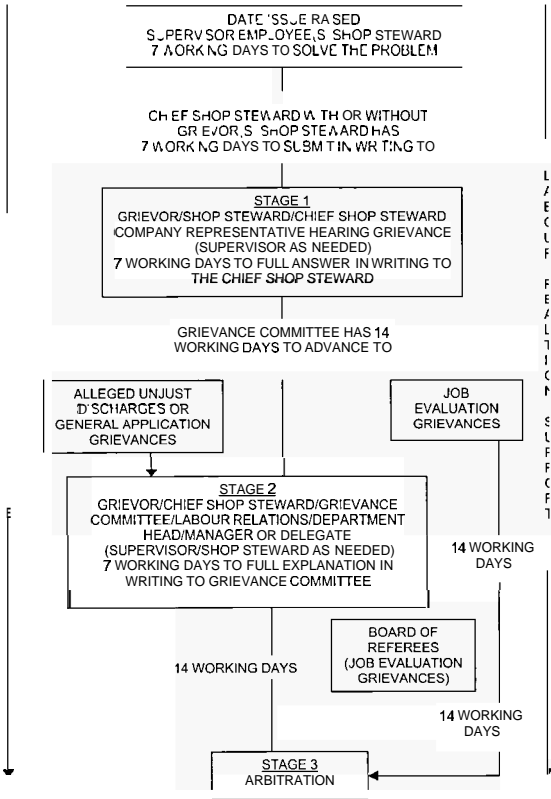 DATE ISSUE RAISED
SUPERVISOR EMPLOYEE,S SHOP STEWARD
7 WORKING DAYS TO SOLVE THE PROBLEM
CHIEF SHOP STEWARD WITH OR WITHOUT
GRIEVOR,S SHOP STEWARD HAS
7 WORKING DAYS TO SUBMIT IN WRITING TO
STAGE 1
GRIEVOR/SHOP STEWARD/CHIEF SHOP STEWARD
COMPANY REPRESENTATIVE HEARING GRIEVANCE
(SUPERVISOR AS NEEDED)
7 WORKING DAYS TO FULL ANSWER IN WRITING TO
THE CHIEF SHOP STEWARD
GRIEVANCE COMMITTEE HAS 14
WORKING DAYS TO ADVANCE TO
ALLEGED UNJUST
DISCHARGES OR
GENERAL APPLICATION
GRIEVANCES
JOB
EVALUATION
GRIEVANCES
STAGE 2
GRIEVOR/CHIEF SHOP STEWARD/GRIEVANCE
COMMITTEE/LABOUR RELATIONS/DEPARTMENT
HEAD/MANAGER OR DELEGATE
(SUPERVISOR/SHOP STEWARD AS NEEDED)
7 WORKING DAYS TO FULL EXPLANATION IN
WRITING TO GRIEVANCE COMMITTEE
14 WORKING
DAYS
BOARD OF
REFEREES
(JOB EVALUATION
GRIEVANCES)
14 WORKING DAYS
14 WORKING
DAYS
STAGE 3
ARBITRATION